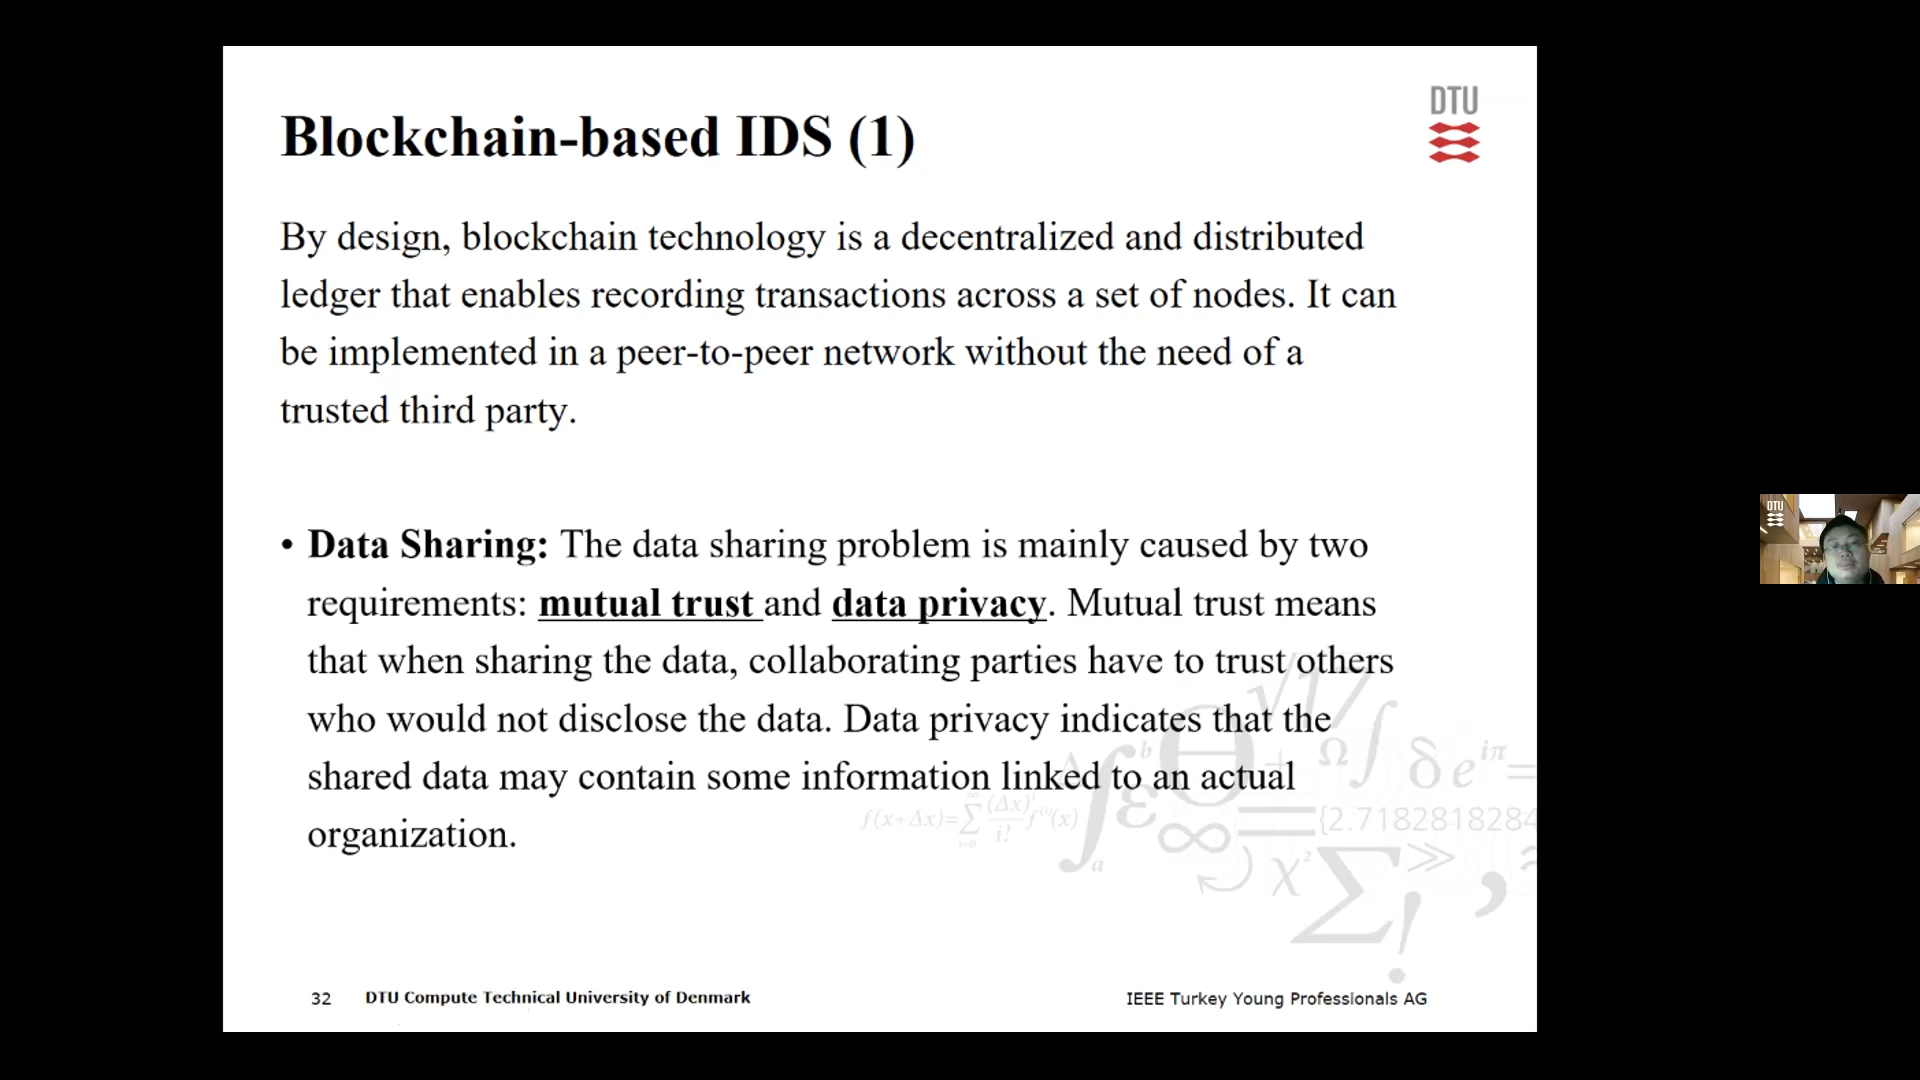 DTU
Blockchain-based IDS (1)
By design, blockchain technology is a decentralized and distributed
ledger that enables recording transactions across a set of nodes. It can
be implemented in a peer-to-peer network without the need of a
trusted third party.
• Data Sharing: The data sharing problem is mainly caused by two
requirements: mutual trust and data privacy. Mutual trust means
that when sharing the data, collaborating parties have to trust others
who would not disclose the data. Data privacy indicates that the
shared data may contain some information linked to an actual
organization.
{2.7182818284
32 DTU Compute Technical University of Denmark
IEEE Turkey Young Professionals AG
DTU